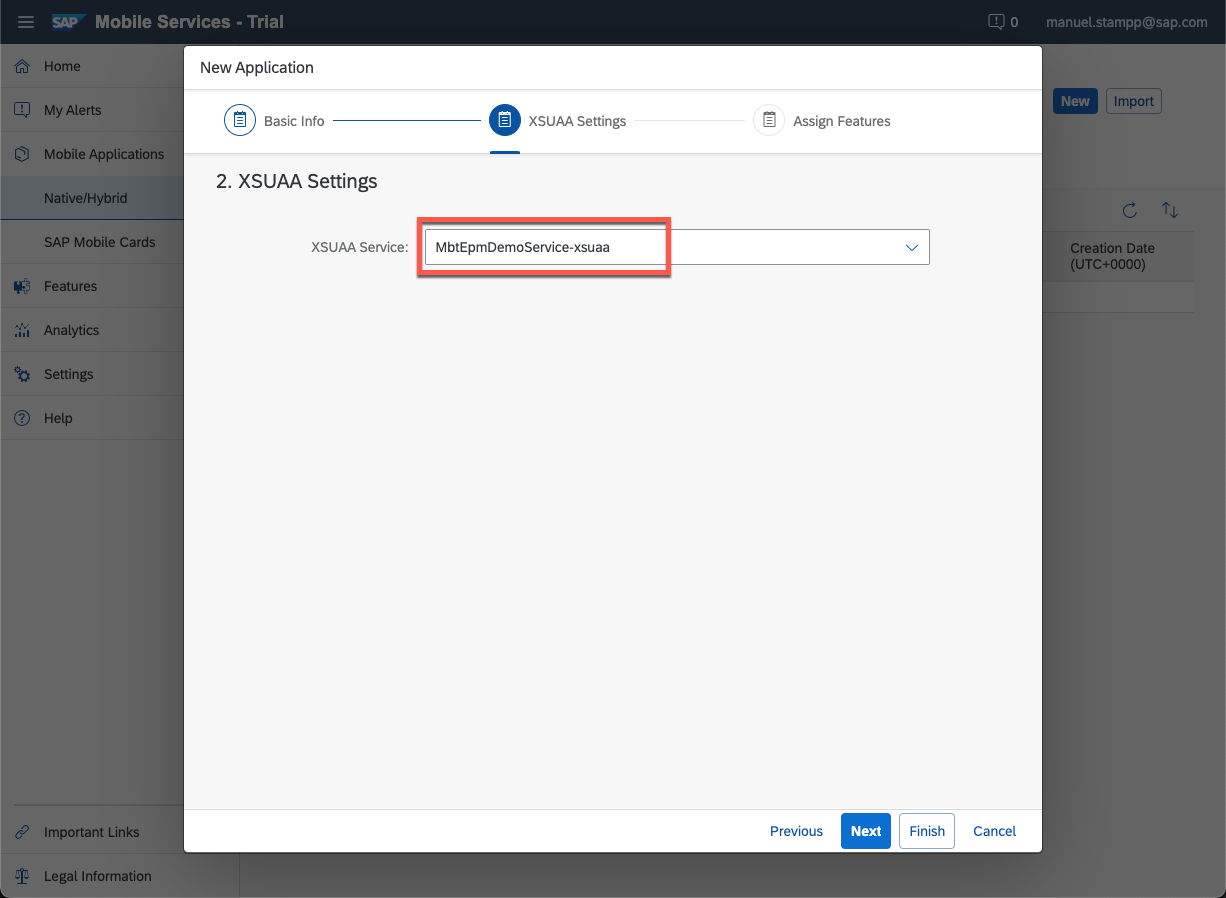 SAP Mobile Services - Trial
0
manuel.stampp@sap.com
Home
My Alerts
Mobile Applications
Native/Hybrid
SAP Mobile Cards
Features
Analytics
Settings
Help
Important Links
Legal Information
New Application
Basic Info
XSUAA Settings
Assign Features
2. XSUAA Settings
XSUAA Service: MbtEpmDemoService-xsuaa
Previous
Next
Finish
Cancel
New
Import
Creation Date
(UTC+0000)